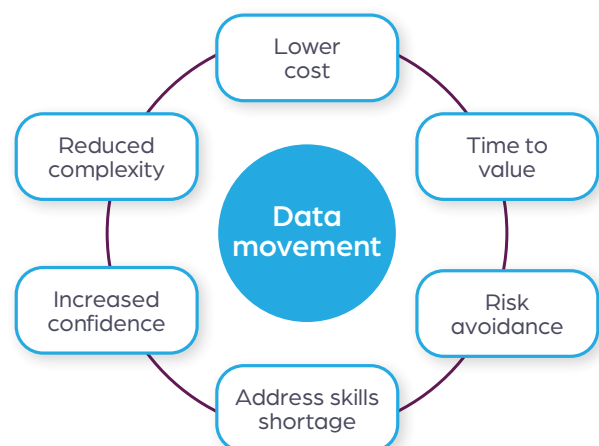 Lower
cost
Time to
value
Risk
avoidance
Address skills
shortage
Increased
confidence
Reduced
complexity
Data
movement